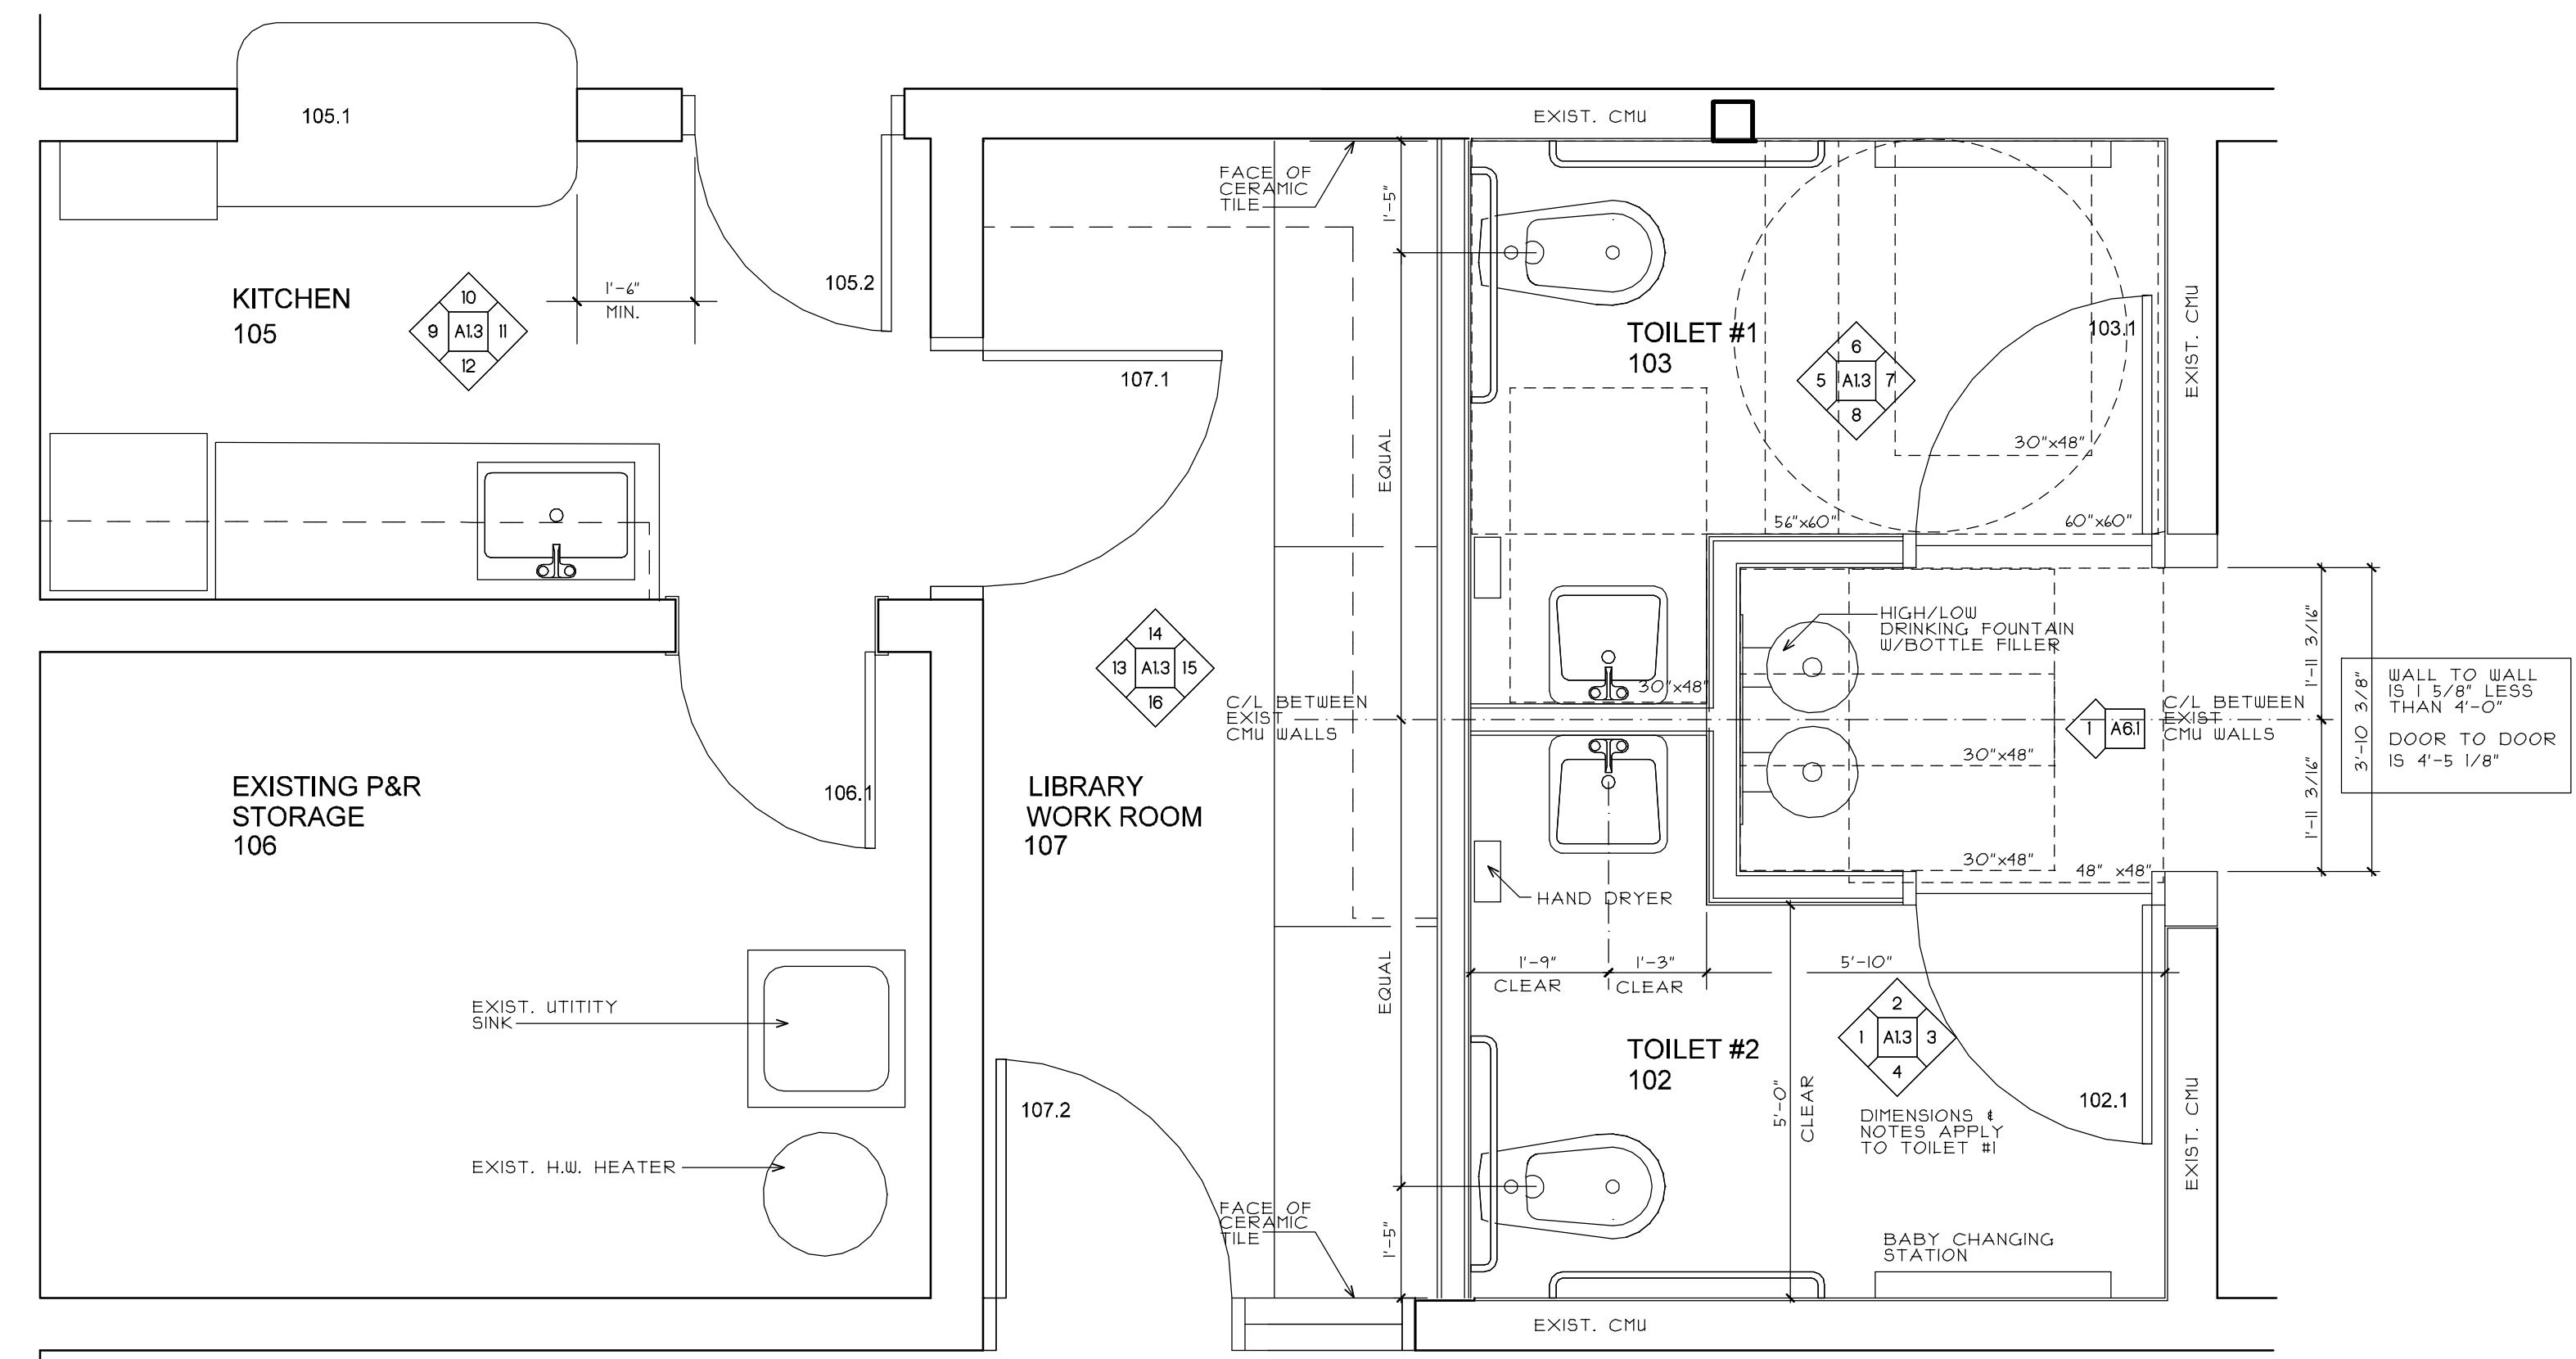 105.1
EXIST. CMU
FACE OF
CERAMIC
TILE
1'-5"
105.2
1'-6"
MIN.
KITCHEN
105
10
9 A1.3 11
12
107.1
TOILET #1
103
103.1
6
5 A1.3 7
8
EXIST. CMU
EQUAL
30"x48"
56"x60"
60"x60"
HIGH/LOW
DRINKING FOUNTAIN
W/BOTTLE FILLER
1'-11 3/16"
14
13 A1.3 15
16
30"x48"
C/L BETWEEN
EXIST
CMU WALLS
1 A6.1
C/L BETWEEN
EXIST
CMU WALLS
3'-10 3/8"
WALL TO WALL
IS 1 5/8" LESS
THAN 4'-0"
DOOR TO DOOR
IS 4'-5 1/8"
30"x48"
1'-11 3/16"
EXISTING P&R
STORAGE
106
106.1
LIBRARY
WORK ROOM
107
30"x48"
48" x48"
HAND DRYER
EQUAL
1'-9"
CLEAR
1'-3"
CLEAR
5'-10"
EXIST. UTITITY
SINK
TOILET #2
102
2
1 A1.3 3
4
5'-0"
CLEAR
107.2
102.1
DIMENSIONS &
NOTES APPLY
TO TOILET #1
EXIST. CMU
EXIST. H.W. HEATER
FACE OF
CERAMIC
TILE
1'-5"
BABY CHANGING
STATION
EXIST. CMU